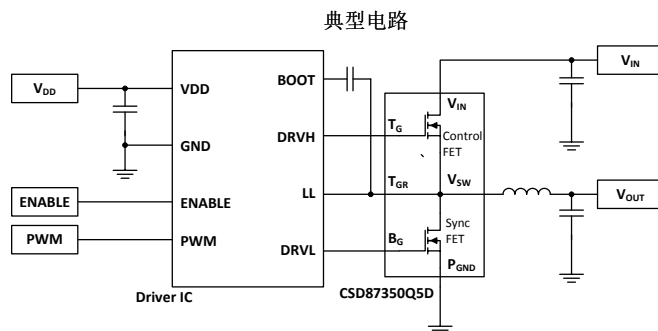 典型电路
VDD
VDD
GND
ENABLE
ENABLE
PWM
PWM
BOOT
DRVH
LL
DRVL
Driver IC
TG
TGR
BG
VIN
Control
FET
VSW
Sync
FET
PGND
CSD87350Q5D
VIN
VOUT